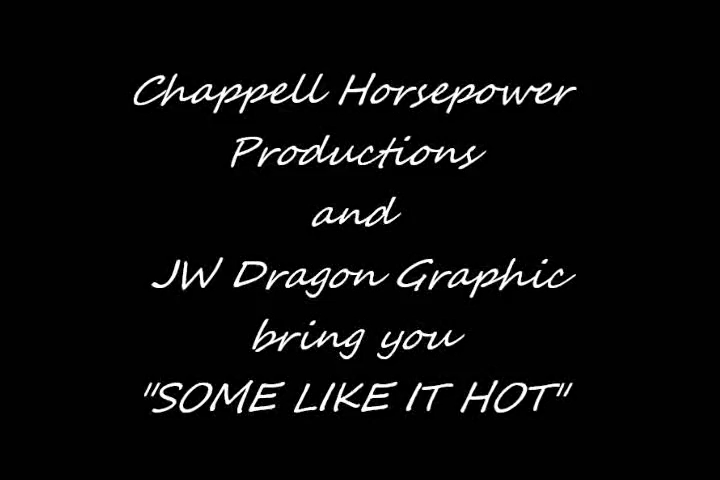 Chappell Horsepower
Productions
and
JW Dragon Graphic
bring you
"SOME LIKE IT HOT"